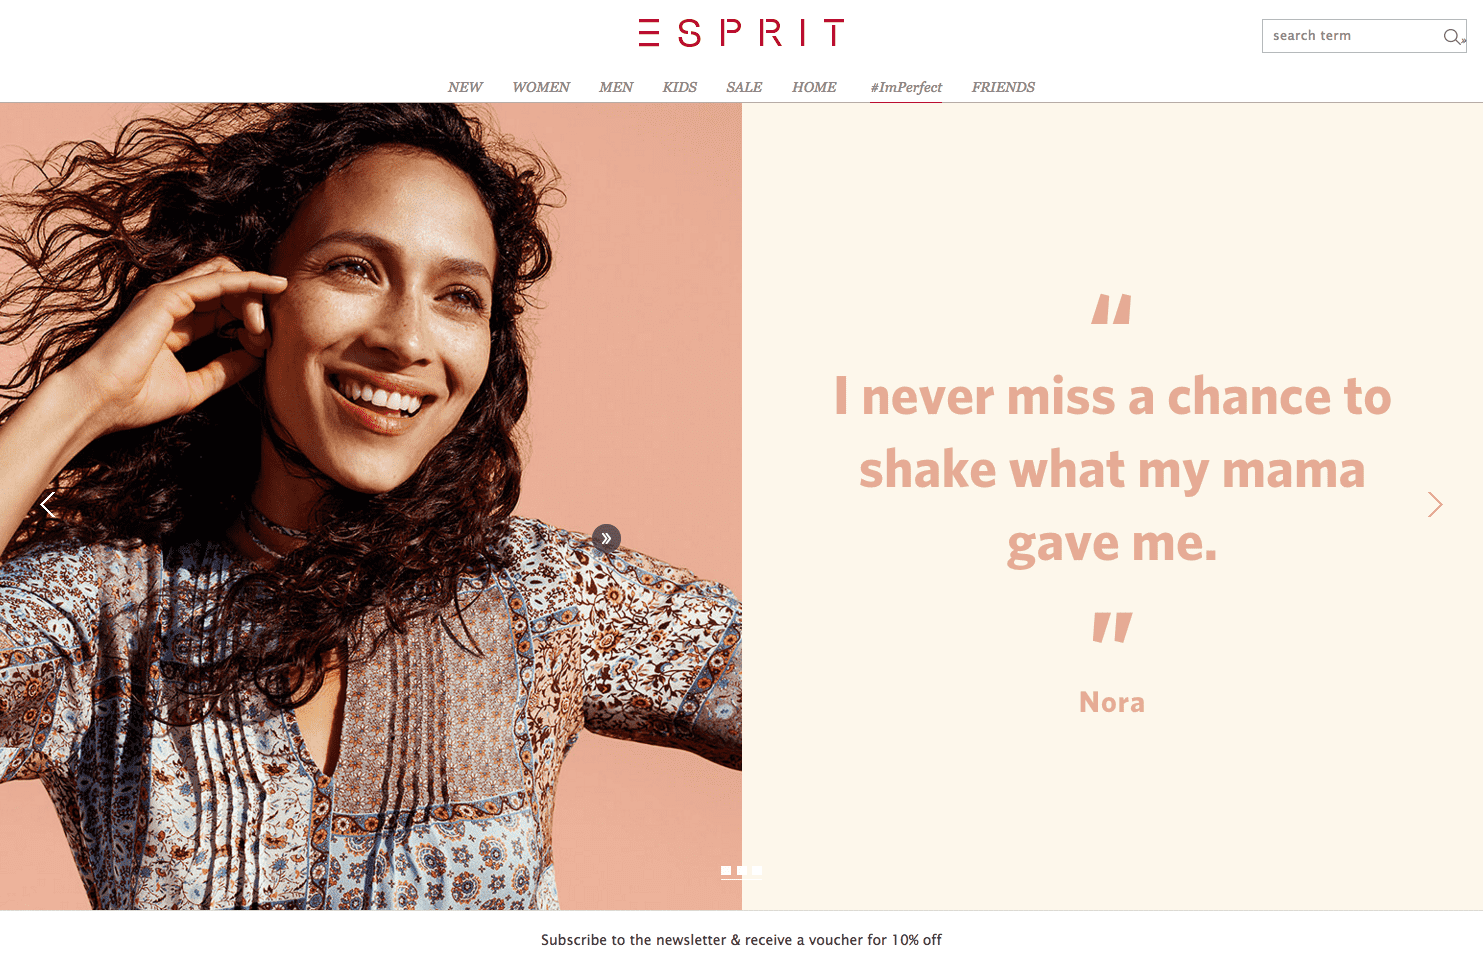 ESPRIT
search term
NEW WOMEN MEN KIDS SALE HOME #ImPerfect FRIENDS
“
I never miss a chance to
shake what my mama
gave me.
”
Nora
Subscribe to the newsletter & receive a voucher for 10% off